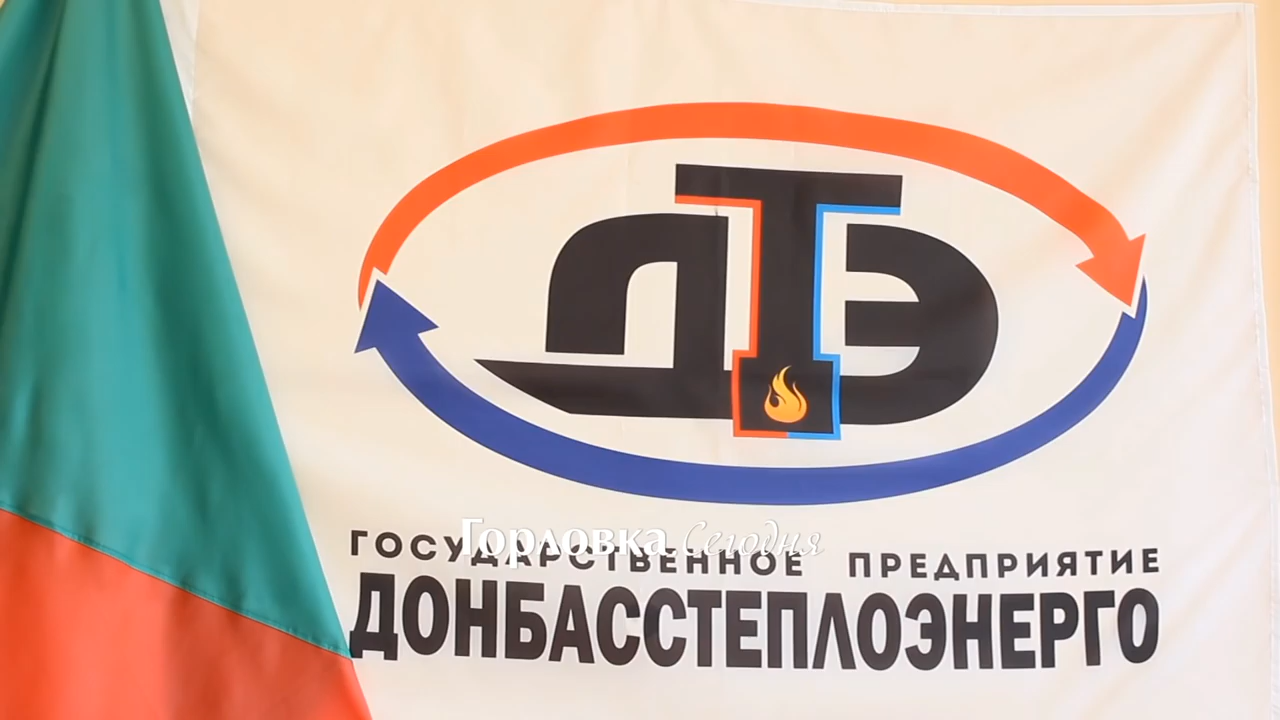 ДТЭ
Горловка Сегодня
ГОСУДАРСТВЕННОЕ ПРЕДПРИЯТИЕ
ДОНБАССТЕПЛОЭНЕРГО